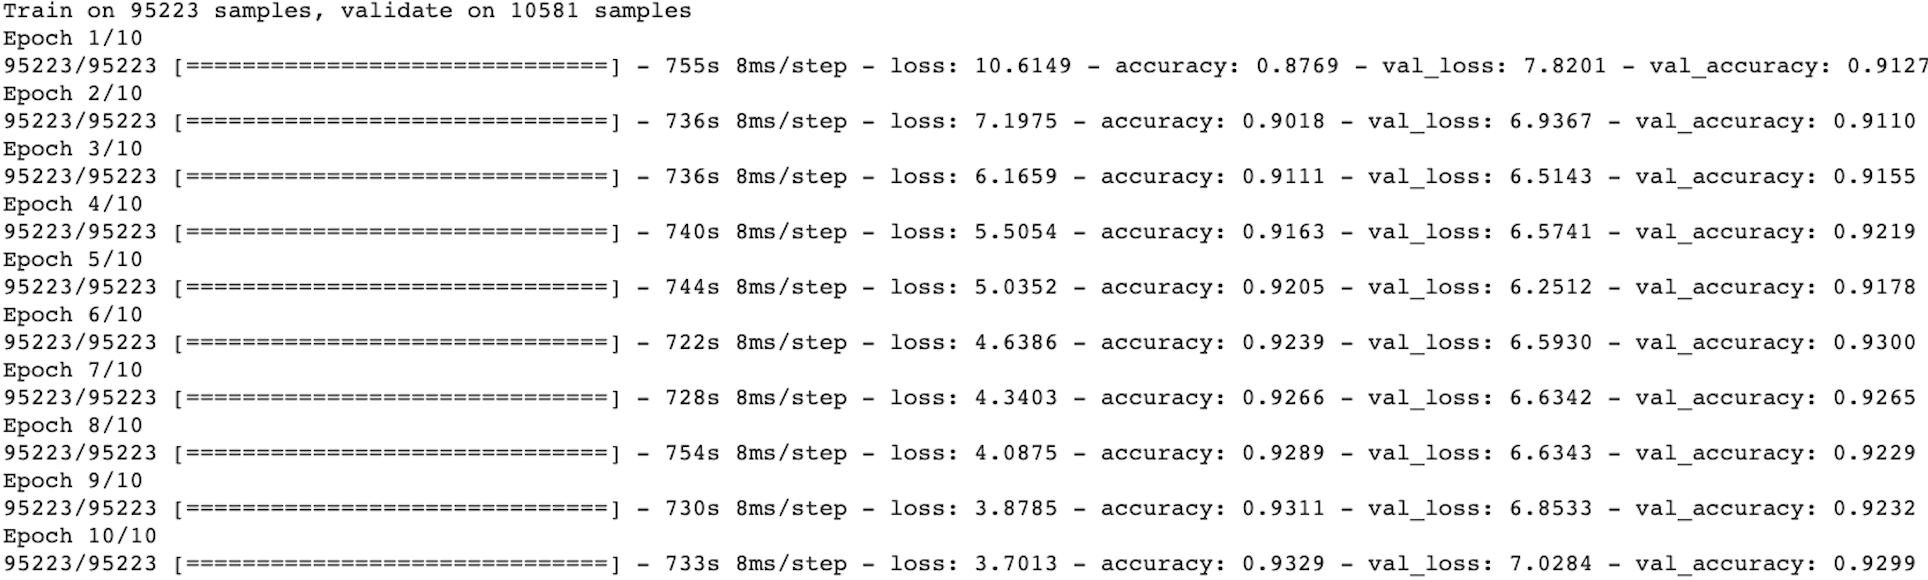 Train on 95223 samples, validate on 10581 samples
Epoch 1/10
95223/95223 [==============================] - 755s 8ms/step - loss: 10.6149 - accuracy: 0.8769 - val_loss: 7.8201 - val_accuracy: 0.9127
Epoch 2/10
95223/95223 [==============================] - 736s 8ms/step - loss: 7.1975 - accuracy: 0.9018 - val_loss: 6.9367 - val_accuracy: 0.9110
Epoch 3/10
95223/95223 [==============================] - 736s 8ms/step - loss: 6.1659 - accuracy: 0.9111 - val_loss: 6.5143 - val_accuracy: 0.9155
Epoch 4/10
95223/95223 [==============================] - 740s 8ms/step - loss: 5.5054 - accuracy: 0.9163 - val_loss: 6.5741 - val_accuracy: 0.9219
Epoch 5/10
95223/95223 [==============================] - 744s 8ms/step - loss: 5.0352 - accuracy: 0.9205 - val_loss: 6.2512 - val_accuracy: 0.9178
Epoch 6/10
95223/95223 [==============================] - 722s 8ms/step - loss: 4.6386 - accuracy: 0.9239 - val_loss: 6.5930 - val_accuracy: 0.9300
Epoch 7/10
95223/95223 [==============================] - 728s 8ms/step - loss: 4.3403 - accuracy: 0.9266 - val_loss: 6.6342 - val_accuracy: 0.9265
Epoch 8/10
95223/95223 [==============================] - 754s 8ms/step - loss: 4.0875 - accuracy: 0.9289 - val_loss: 6.6343 - val_accuracy: 0.9229
Epoch 9/10
95223/95223 [==============================] - 730s 8ms/step - loss: 3.8785 - accuracy: 0.9311 - val_loss: 6.8533 - val_accuracy: 0.9232
Epoch 10/10
95223/95223 [==============================] - 733s 8ms/step - loss: 3.7013 - accuracy: 0.9329 - val_loss: 7.0284 - val_accuracy: 0.9299